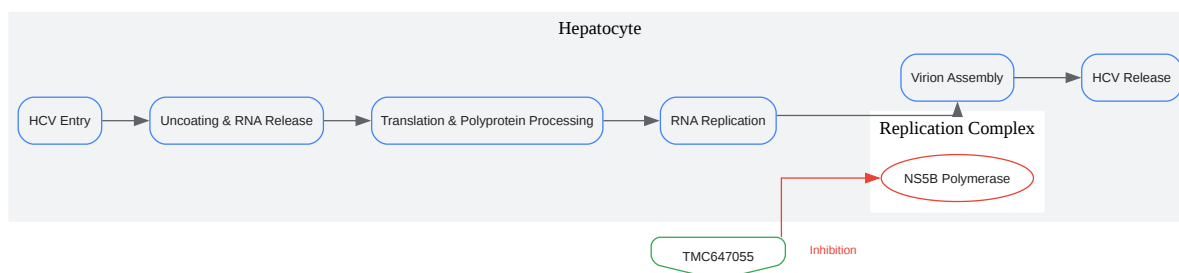 Hepatocyte
HCV Entry
Uncoating & RNA Release
Translation & Polyprotein Processing
RNA Replication
Virion Assembly
HCV Release
Replication Complex
NS5B Polymerase
TMC647055
Inhibition